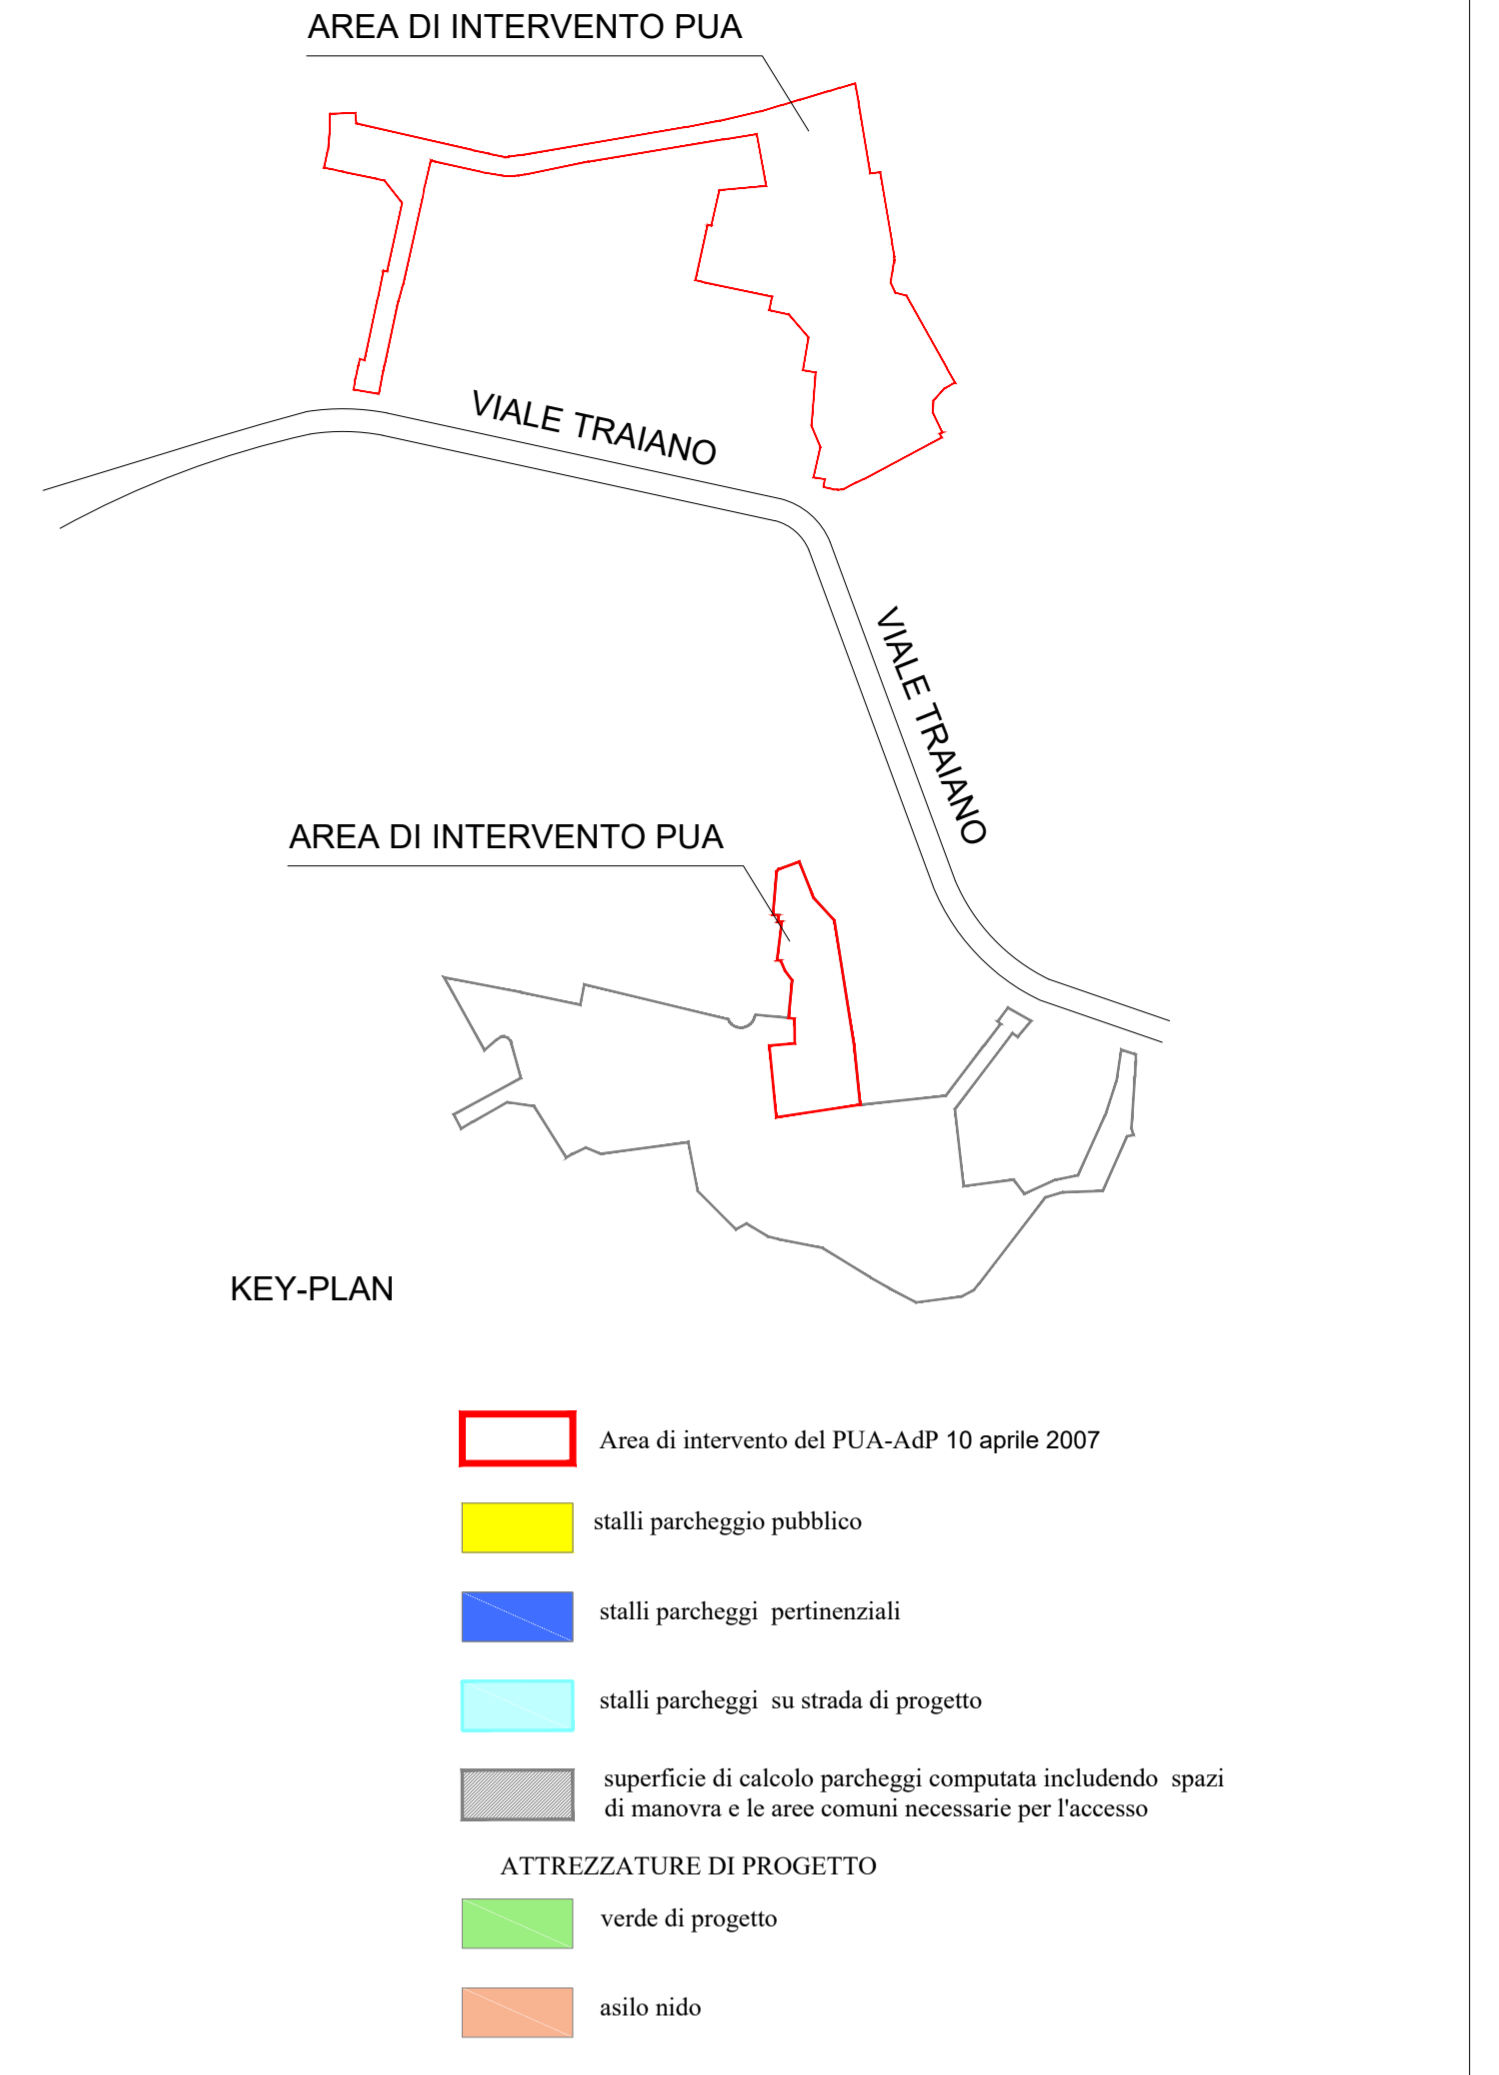 AREA DI INTERVENTO PUA
VIALE TRAIANO
VIALE TRAIANO
AREA DI INTERVENTO PUA
KEY-PLAN
Area di intervento del PUA-AdP 10 aprile 2007
stalli parcheggio pubblico
stalli parcheggi pertinenziali
stalli parcheggi su strada di progetto
superficie di calcolo parcheggi computata includendo spazi
di manovra e le aree comuni necessarie per l'accesso
ATTREZZATURE DI PROGETTO
verde di progetto
asilo nido